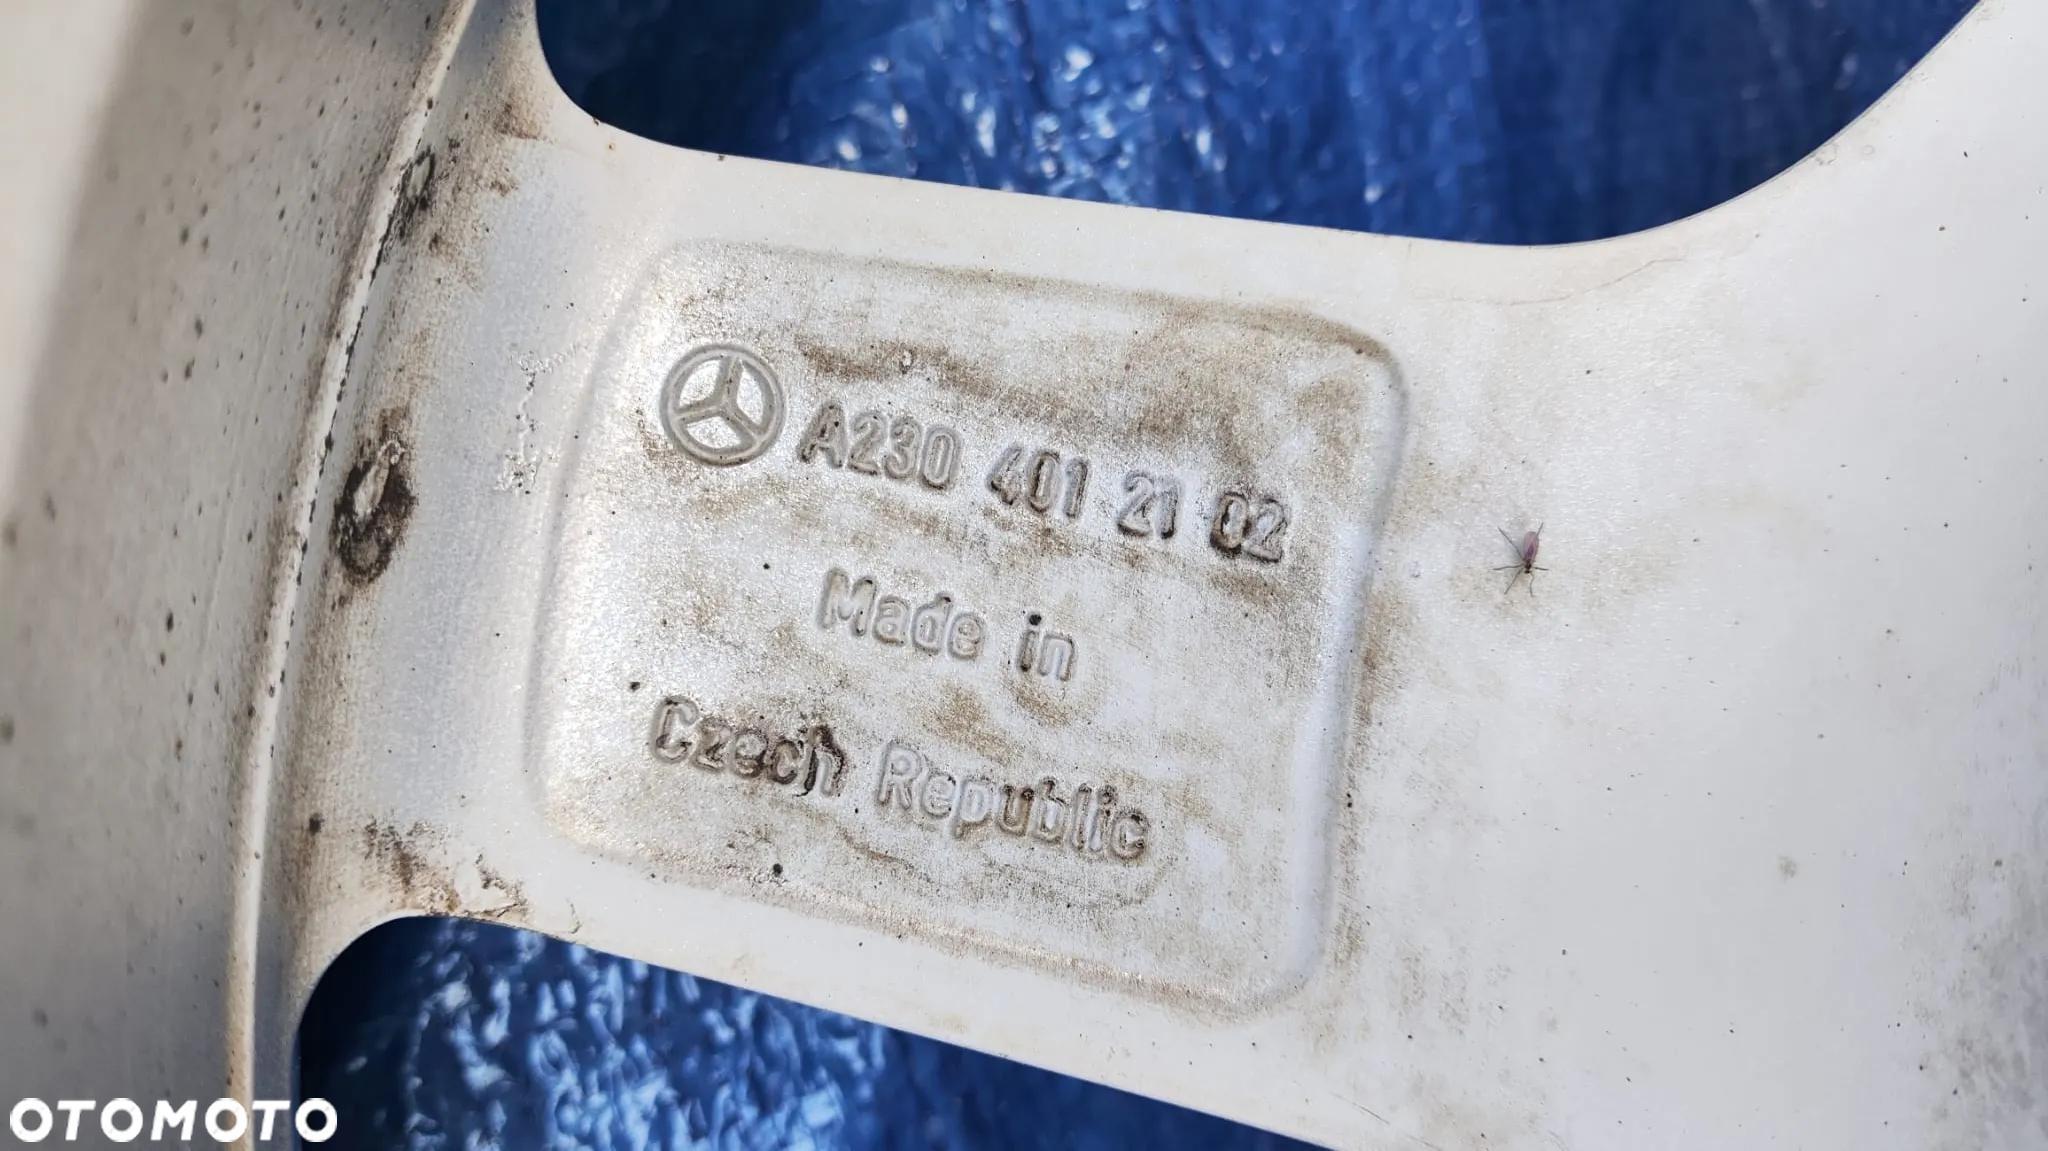 A230 401 21 02
Made in
Czech Republic
OTOMOTO